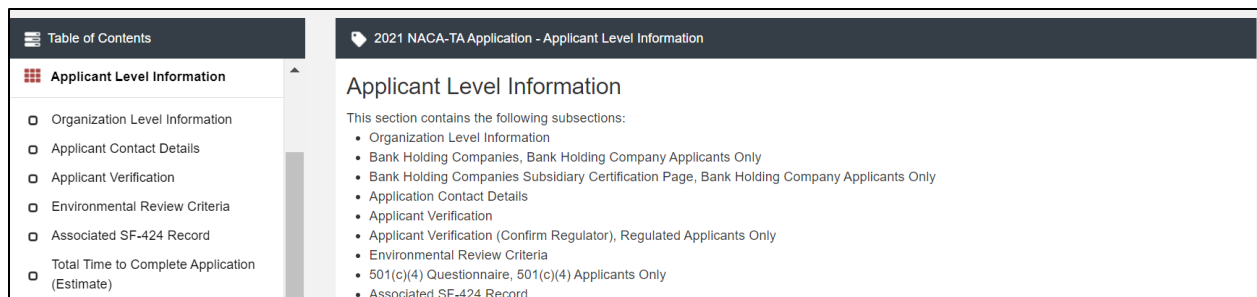 Table of Contents
Applicant Level Information
Organization Level Information
Applicant Contact Details
Applicant Verification
Environmental Review Criteria
Associated SF-424 Record
Total Time to Complete Application
(Estimate)
2021 NACA-TA Application - Applicant Level Information
Applicant Level Information
This section contains the following subsections:
• Organization Level Information
• Bank Holding Companies, Bank Holding Company Applicants Only
• Bank Holding Companies Subsidiary Certification Page, Bank Holding Company Applicants Only
• Application Contact Details
• Applicant Verification
• Applicant Verification (Confirm Regulator), Regulated Applicants Only
• Environmental Review Criteria
• 501(c)(4) Questionnaire, 501(c)(4) Applicants Only
• Associated SF-424 Record